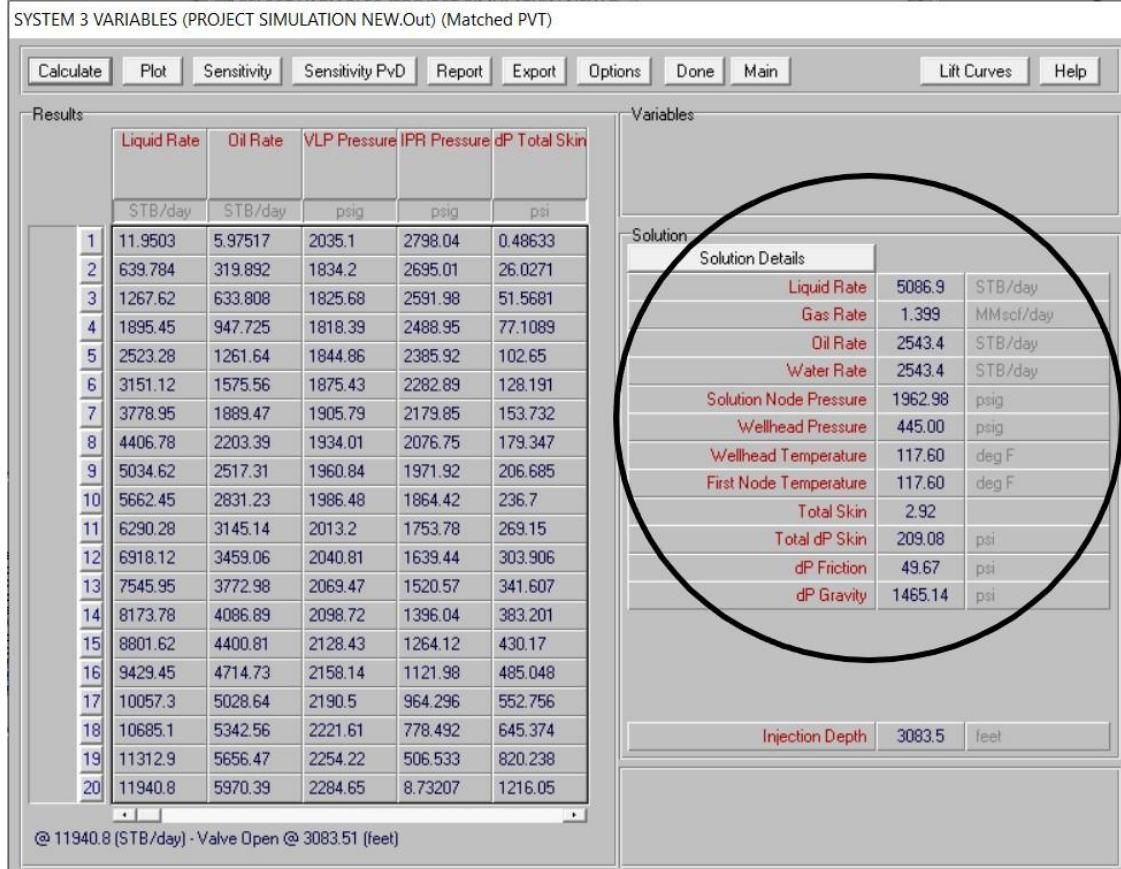 SYSTEM 3 VARIABLES (PROJECT SIMULATION NEW.Out) (Matched PVT)
Calculate Plot Sensitivity Sensitivity PvD Report Export Options Done Main Lift Curves Help
Results
Liquid Rate Oil Rate VLP Pressure IPR Pressure dP Total Skin
STB/day STB/day psig psig psi
1 11.9503 5.97517 2035.1 2798.04 0.48633
2 639.784 319.892 1834.2 2695.01 26.0271
3 1267.62 633.808 1825.68 2591.98 51.5681
4 1895.45 947.725 1818.39 2488.95 77.1089
5 2523.28 1261.64 1844.86 2385.92 102.65
6 3151.12 1575.56 1875.43 2282.89 128.191
7 3778.95 1889.47 1905.79 2179.85 153.732
8 4406.78 2203.39 1934.01 2076.75 179.347
9 5034.62 2517.31 1960.84 1971.92 206.685
10 5662.45 2831.23 1986.48 1864.42 236.7
11 6290.28 3145.14 2013.2 1753.78 269.15
12 6918.12 3459.06 2040.81 1639.44 303.906
13 7545.95 3772.98 2069.47 1520.57 341.607
14 8173.78 4086.89 2098.72 1396.04 383.201
15 8801.62 4400.81 2128.43 1264.12 430.17
16 9429.45 4714.73 2158.14 1121.98 485.048
17 10057.3 5028.64 2190.5 964.296 552.756
18 10685.1 5342.56 2221.61 778.492 645.374
19 11312.9 5656.47 2254.22 506.533 820.238
20 11940.8 5970.39 2284.65 8.73207 1216.05
@ 11940.8 (STB/day) - Valve Open @ 3083.51 (feet)
Variables
Solution
Solution Details
Liquid Rate 5086.9 STB/day
Gas Rate 1.399 MMscf/day
Oil Rate 2543.4 STB/day
Water Rate 2543.4 STB/day
Solution Node Pressure 1962.98 psig
Wellhead Pressure 445.00 psig
Wellhead Temperature 117.60 deg F
First Node Temperature 117.60 deg F
Total Skin 2.92
Total dP Skin 209.08 psi
dP Friction 49.67 psi
dP Gravity 1465.14 psi
Injection Depth 3083.5 feet